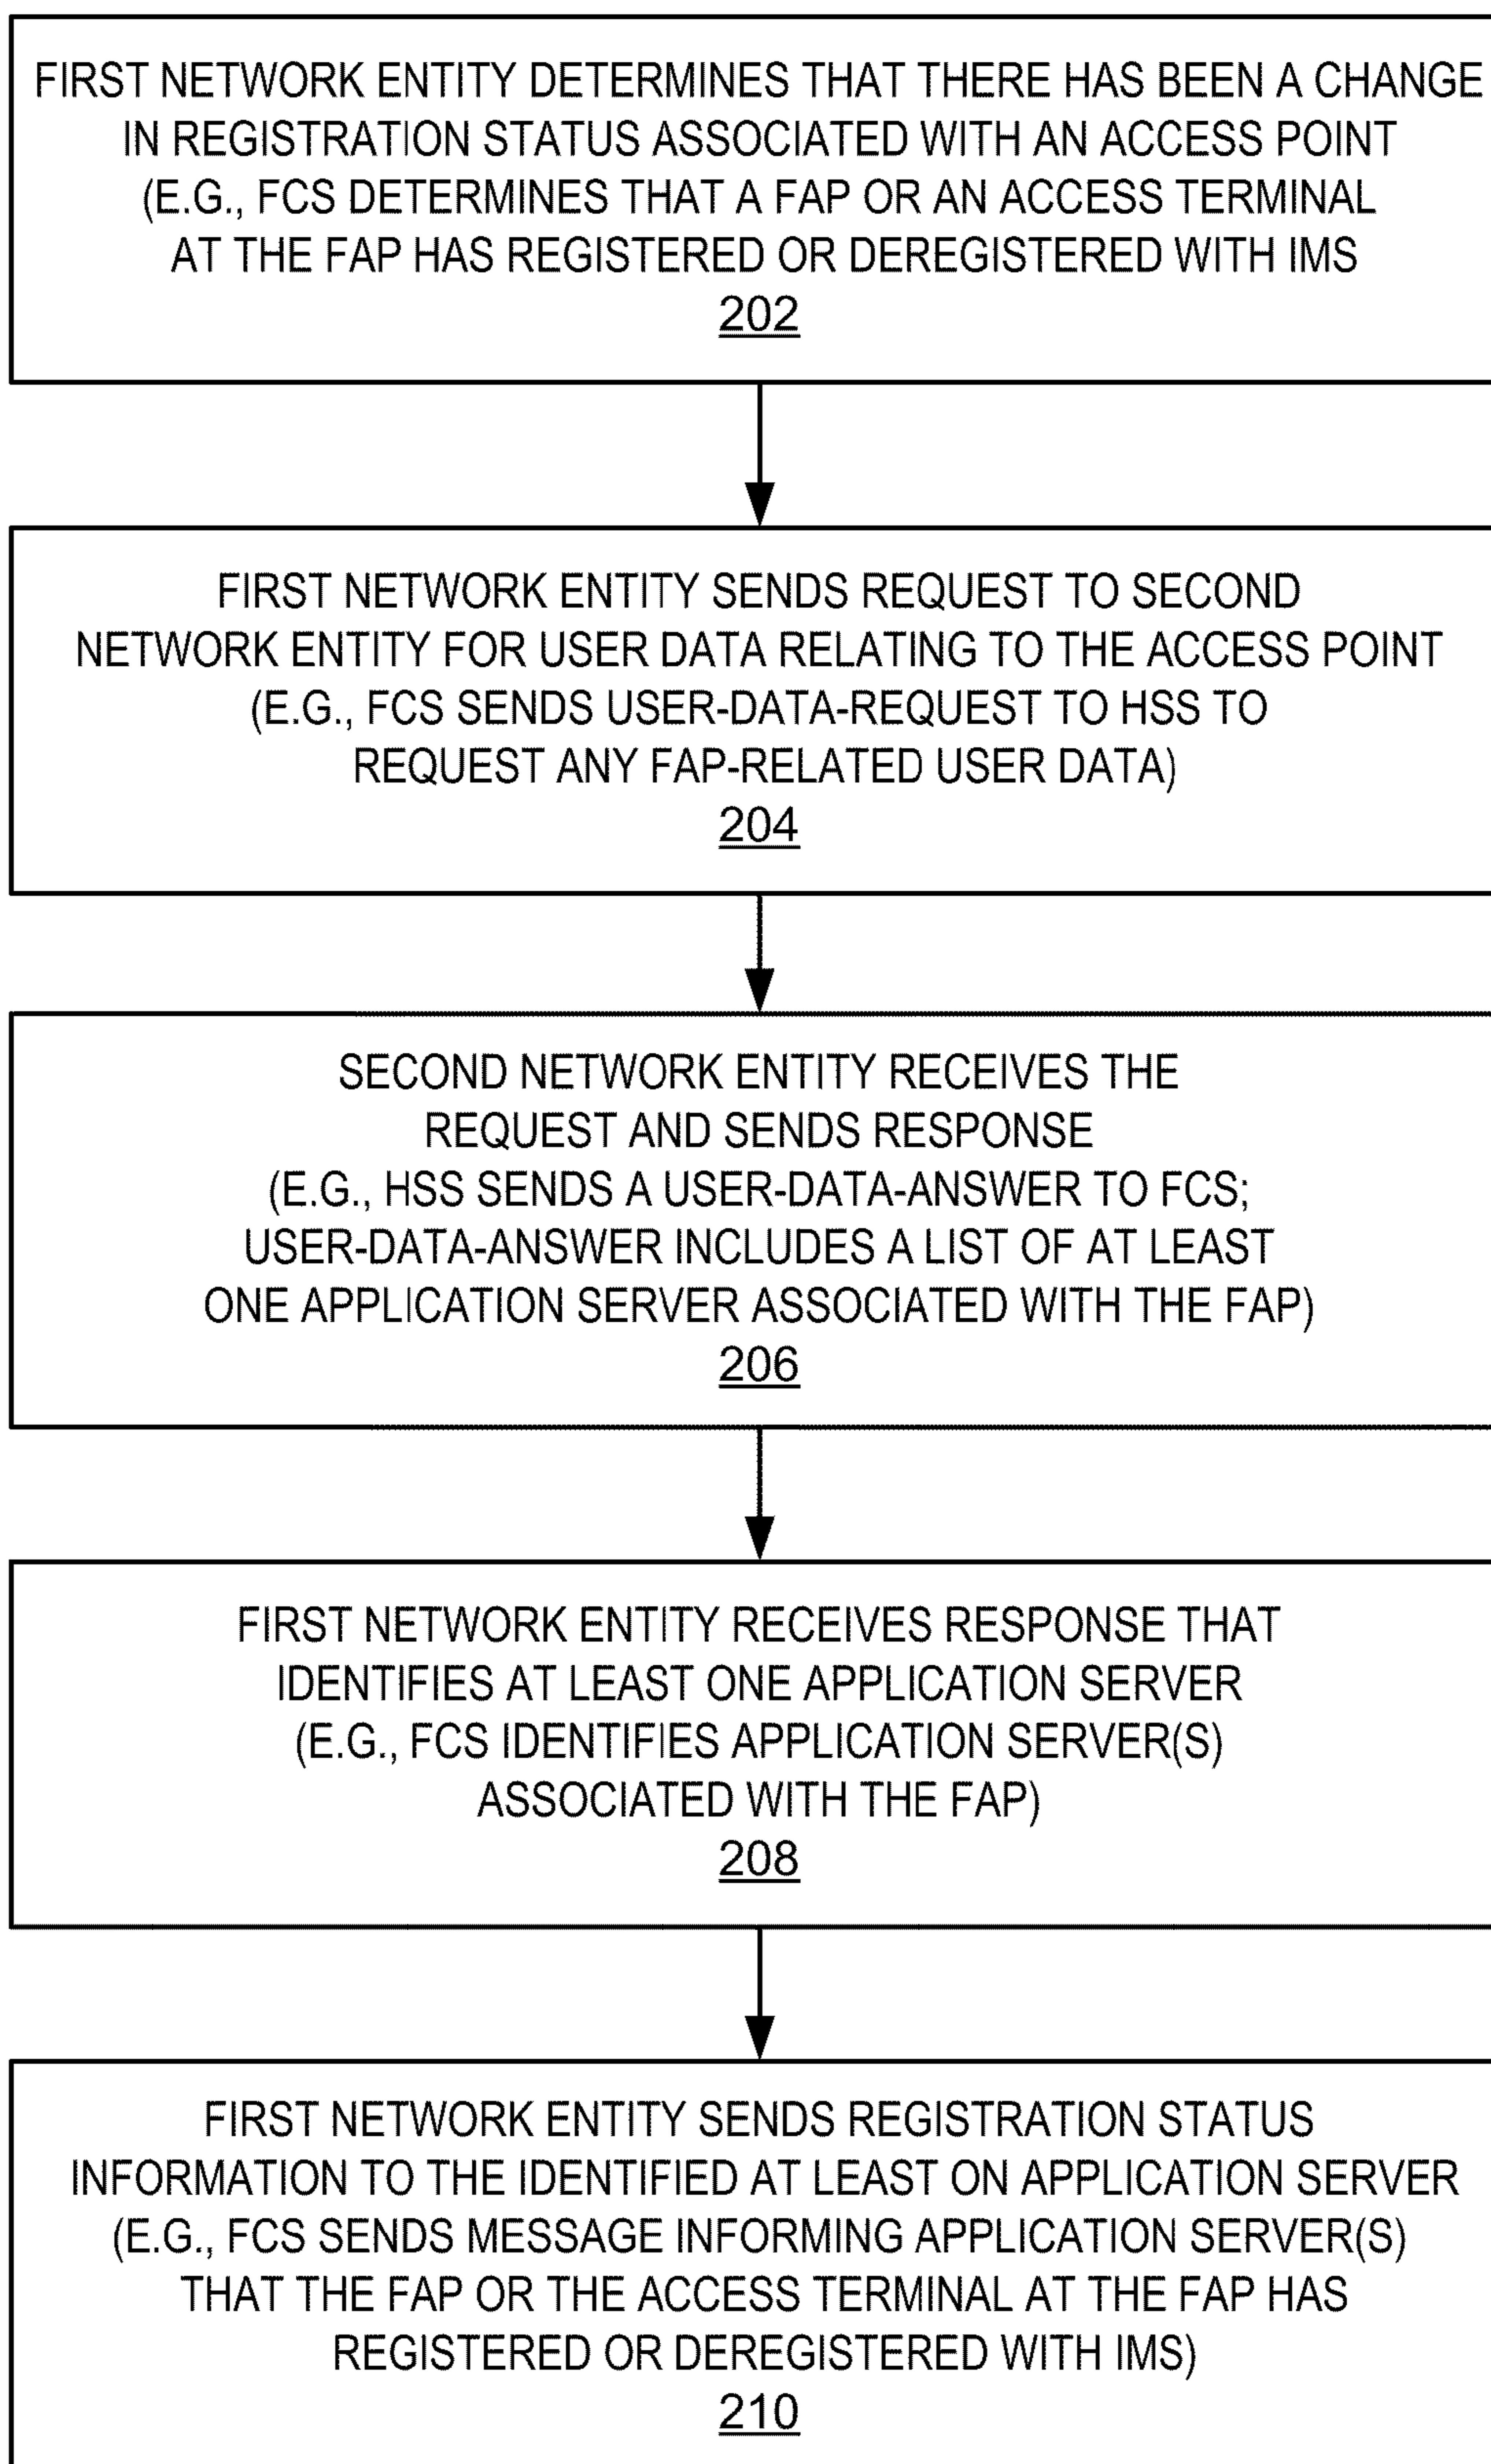 FIRST NETWORK ENTITY DETERMINES THAT THERE HAS BEEN A CHANGE
IN REGISTRATION STATUS ASSOCIATED WITH AN ACCESS POINT
(E.G., FCS DETERMINES THAT A FAP OR AN ACCESS TERMINAL
AT THE FAP HAS REGISTERED OR DEREGISTERED WITH IMS
202
FIRST NETWORK ENTITY SENDS REQUEST TO SECOND
NETWORK ENTITY FOR USER DATA RELATING TO THE ACCESS POINT
(E.G., FCS SENDS USER-DATA-REQUEST TO HSS TO
REQUEST ANY FAP-RELATED USER DATA)
204
SECOND NETWORK ENTITY RECEIVES THE
REQUEST AND SENDS RESPONSE
(E.G., HSS SENDS A USER-DATA-ANSWER TO FCS;
USER-DATA-ANSWER INCLUDES A LIST OF AT LEAST
ONE APPLICATION SERVER ASSOCIATED WITH THE FAP)
206
FIRST NETWORK ENTITY RECEIVES RESPONSE THAT
IDENTIFIES AT LEAST ONE APPLICATION SERVER
(E.G., FCS IDENTIFIES APPLICATION SERVER(S)
ASSOCIATED WITH THE FAP)
208
FIRST NETWORK ENTITY SENDS REGISTRATION STATUS
INFORMATION TO THE IDENTIFIED AT LEAST ON APPLICATION SERVER
(E.G., FCS SENDS MESSAGE INFORMING APPLICATION SERVER(S)
THAT THE FAP OR THE ACCESS TERMINAL AT THE FAP HAS
REGISTERED OR DEREGISTERED WITH IMS)
210